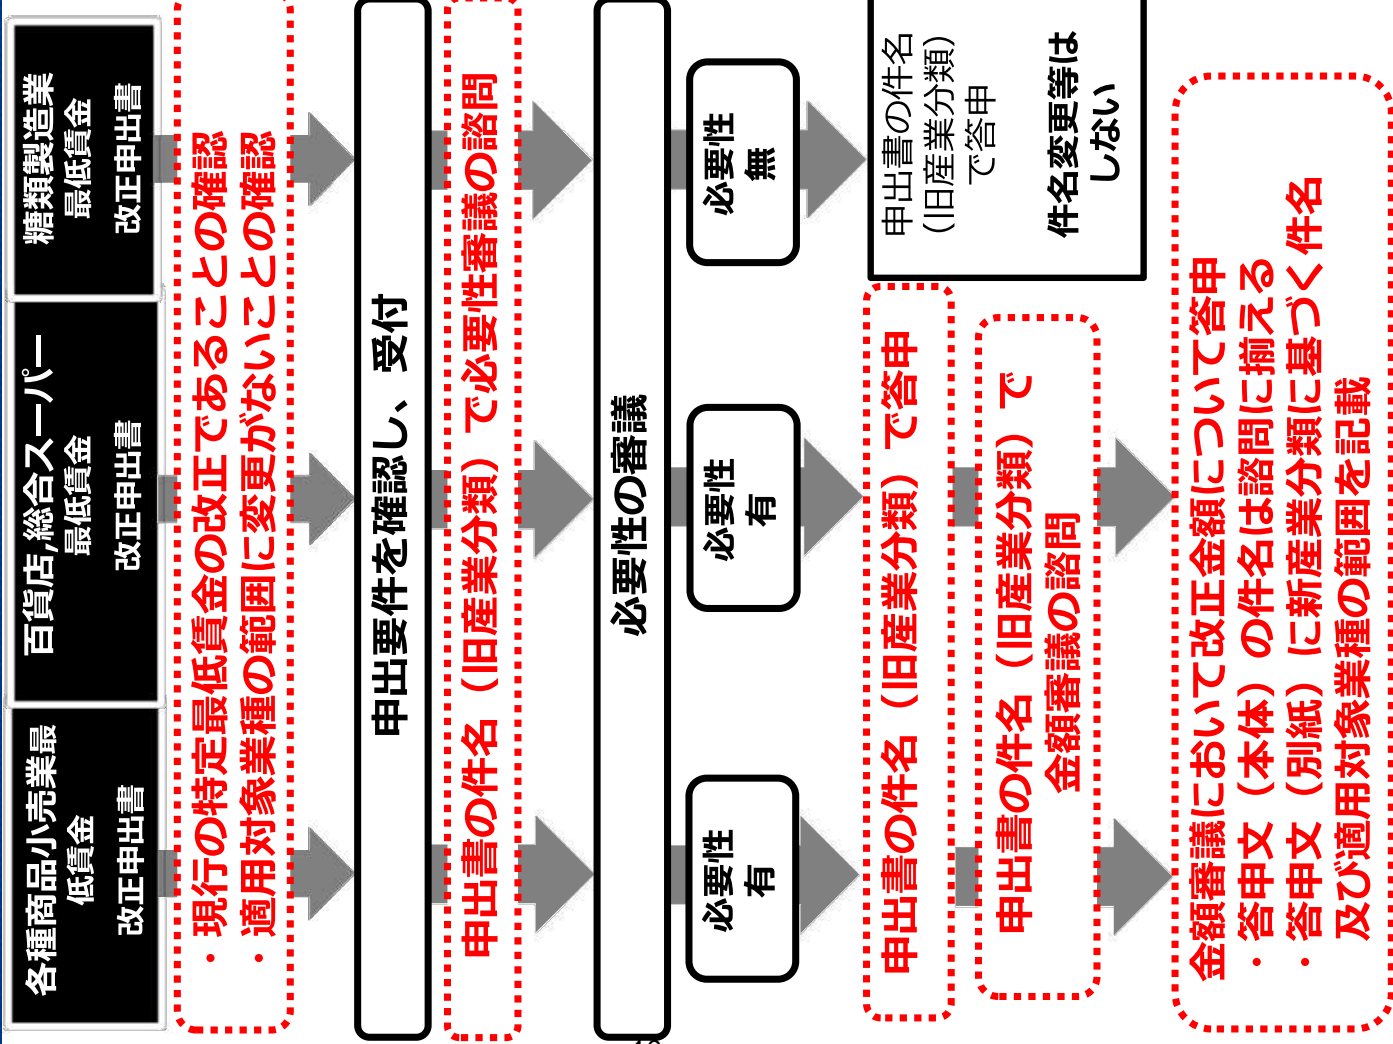 各種商品小売業最
低賃金
改正申出書
百貨店,総合スーパー
最低賃金
改正申出書
糖類製造業
最低賃金
改正申出書
・現行の特定最低賃金の改正であることの確認
・適用対象業種の範囲に変更がないことの確認
申出要件を確認し、受付
申出書の件名（旧産業分類）で必要性審議の諮問
必要性の審議
必要性
有
必要性
有
必要性
無
申出書の件名（旧産業分類）で答申
申出書の件名
（旧産業分類）
で答申
件名変更等は
しない
申出書の件名（旧産業分類）で
金額審議の諮問
金額審議において改正金額について答申
・答申文（本体）の件名は諮問に揃える
・答申文（別紙）に新産業分類に基づく件名
及び適用対象業種の範囲を記載